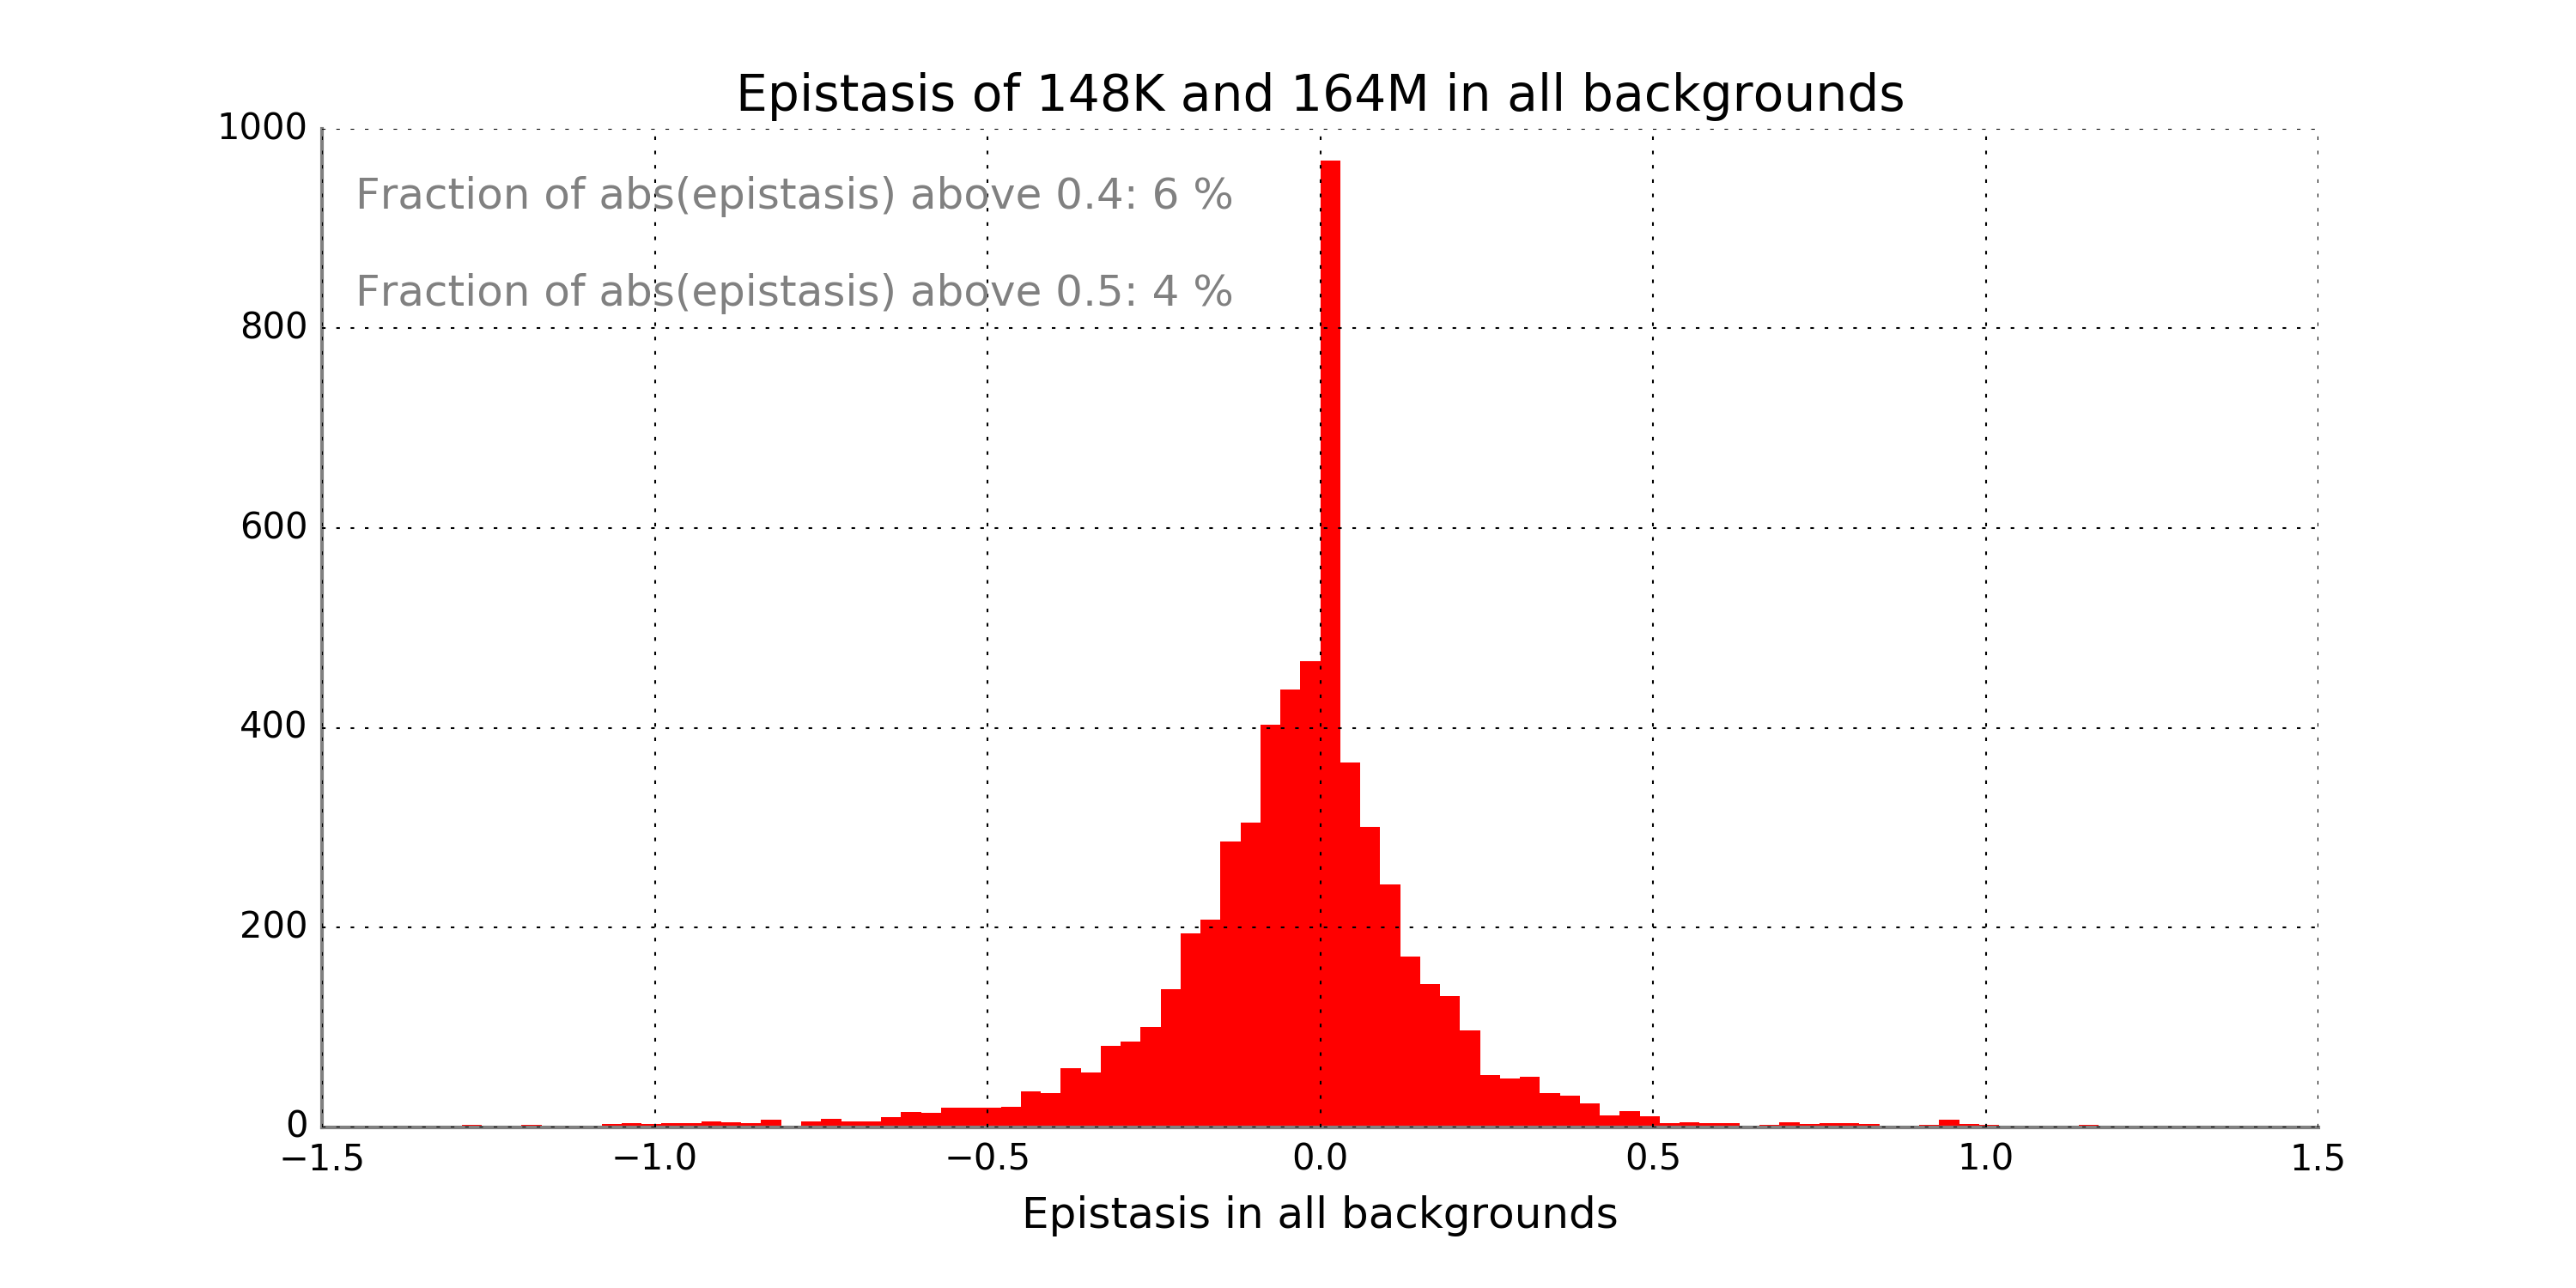 Epistasis of 148K and 164M in all backgrounds
1000
Fraction of abs(epistasis) above 0.4: 6 %
Fraction of abs(epistasis) above 0.5: 4 %
800
600
400
200
0
−1.5 −1.0 −0.5 0.0 0.5 1.0 1.5
Epistasis in all backgrounds